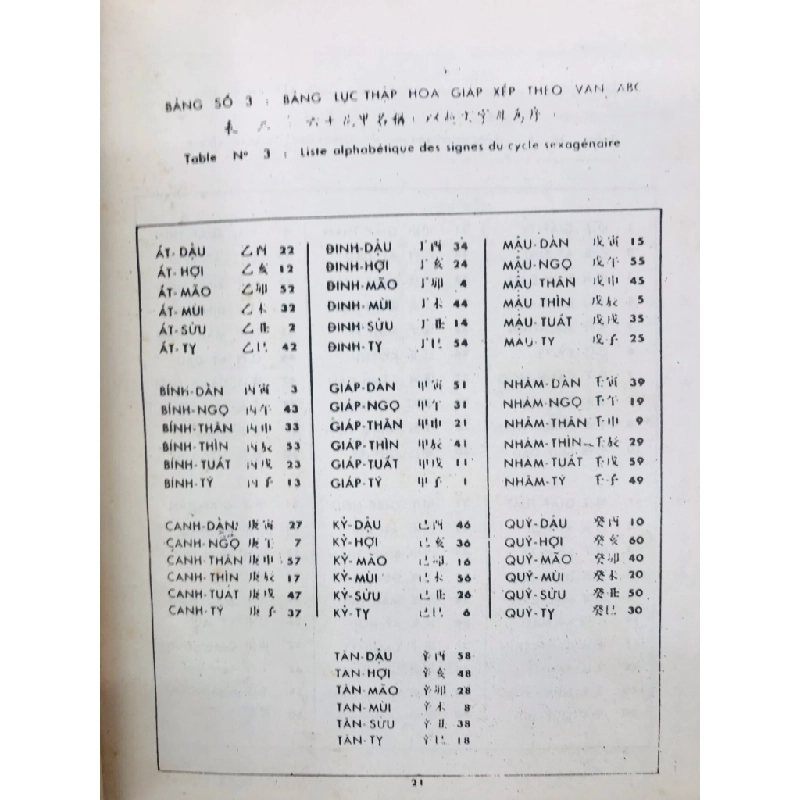 BẢNG SỐ 3 : BẢNG LỤC THẬP HOA GIÁP XẾP THEO VẦN ABC
表 六十花甲名稱 : 以越文字母為序 :
Table N° 3 : Liste alphabétique des signes du cycle sexagénaire
ẤT-DẬU 乙酉 22
ẤT-HỢI 乙亥 12
ẤT-MÃO 乙卯 52
ẤT-MÙI 乙未 32
ẤT-SỬU 乙丑 2
ẤT-TỴ 乙巳 42
BÍNH-DẦN 丙寅 3
BÍNH-NGỌ 丙午 43
BÍNH-THÂN 丙申 33
BÍNH-THÌN 丙辰 53
BÍNH-TUẤT 丙戌 23
BÍNH-TÝ 丙子 13
CANH-DẦN 庚寅 27
CANH-NGỌ 庚午 7
CANH-THÂN 庚申 57
CANH-THÌN 庚辰 17
CANH-TUẤT 庚戌 47
CANH-TÝ 庚子 37
ĐINH-DẬU 丁酉 34
ĐINH-HỢI 丁亥 24
ĐINH-MÃO 丁卯 4
ĐINH-MÙI 丁未 44
ĐINH-SỬU 丁丑 14
ĐINH-TỴ 丁巳 54
GIÁP-DẦN 甲寅 51
GIÁP-NGỌ 甲午 31
GIÁP-THÂN 甲申 21
GIÁP-THÌN 甲辰 41
GIÁP-TUẤT 甲戌 11
GIÁP-TÝ 甲子 1
KỶ-DẬU 己酉 46
KỶ-HỢI 己亥 36
KỶ-MÃO 己卯 16
KỶ-MÙI 己未 56
KỶ-SỬU 己丑 26
KỶ-TỴ 己巳 6
MẬU-DẦN 戊寅 15
MẬU-NGỌ 戊午 55
MẬU THÂN 戊申 45
MẬU THÌN 戊辰 5
MẬU-TUẤT 戊戌 35
MẬU-TÝ 戊子 25
NHÂM-DẦN 壬寅 39
NHÂM-NGỌ 壬午 19
NHÂM-THÂN 壬申 9
NHÂM-THÌN 壬辰 29
NHÂM-TUẤT 壬戌 59
NHÂM-TÝ 壬子 49
QUÝ-DẬU 癸酉 10
QUÝ-HỢI 癸亥 60
QUÝ-MÃO 癸卯 40
QUÝ-MÙI 癸未 20
QUÝ-SỬU 癸丑 50
QUÝ-TỴ 癸巳 30
TÂN-DẬU 辛酉 58
TÂN-HỢI 辛亥 48
TÂN-MÃO 辛卯 28
TÂN-MÙI 辛未 8
TÂN-SỬU 辛丑 38
TÂN-TỴ 辛巳 18
21